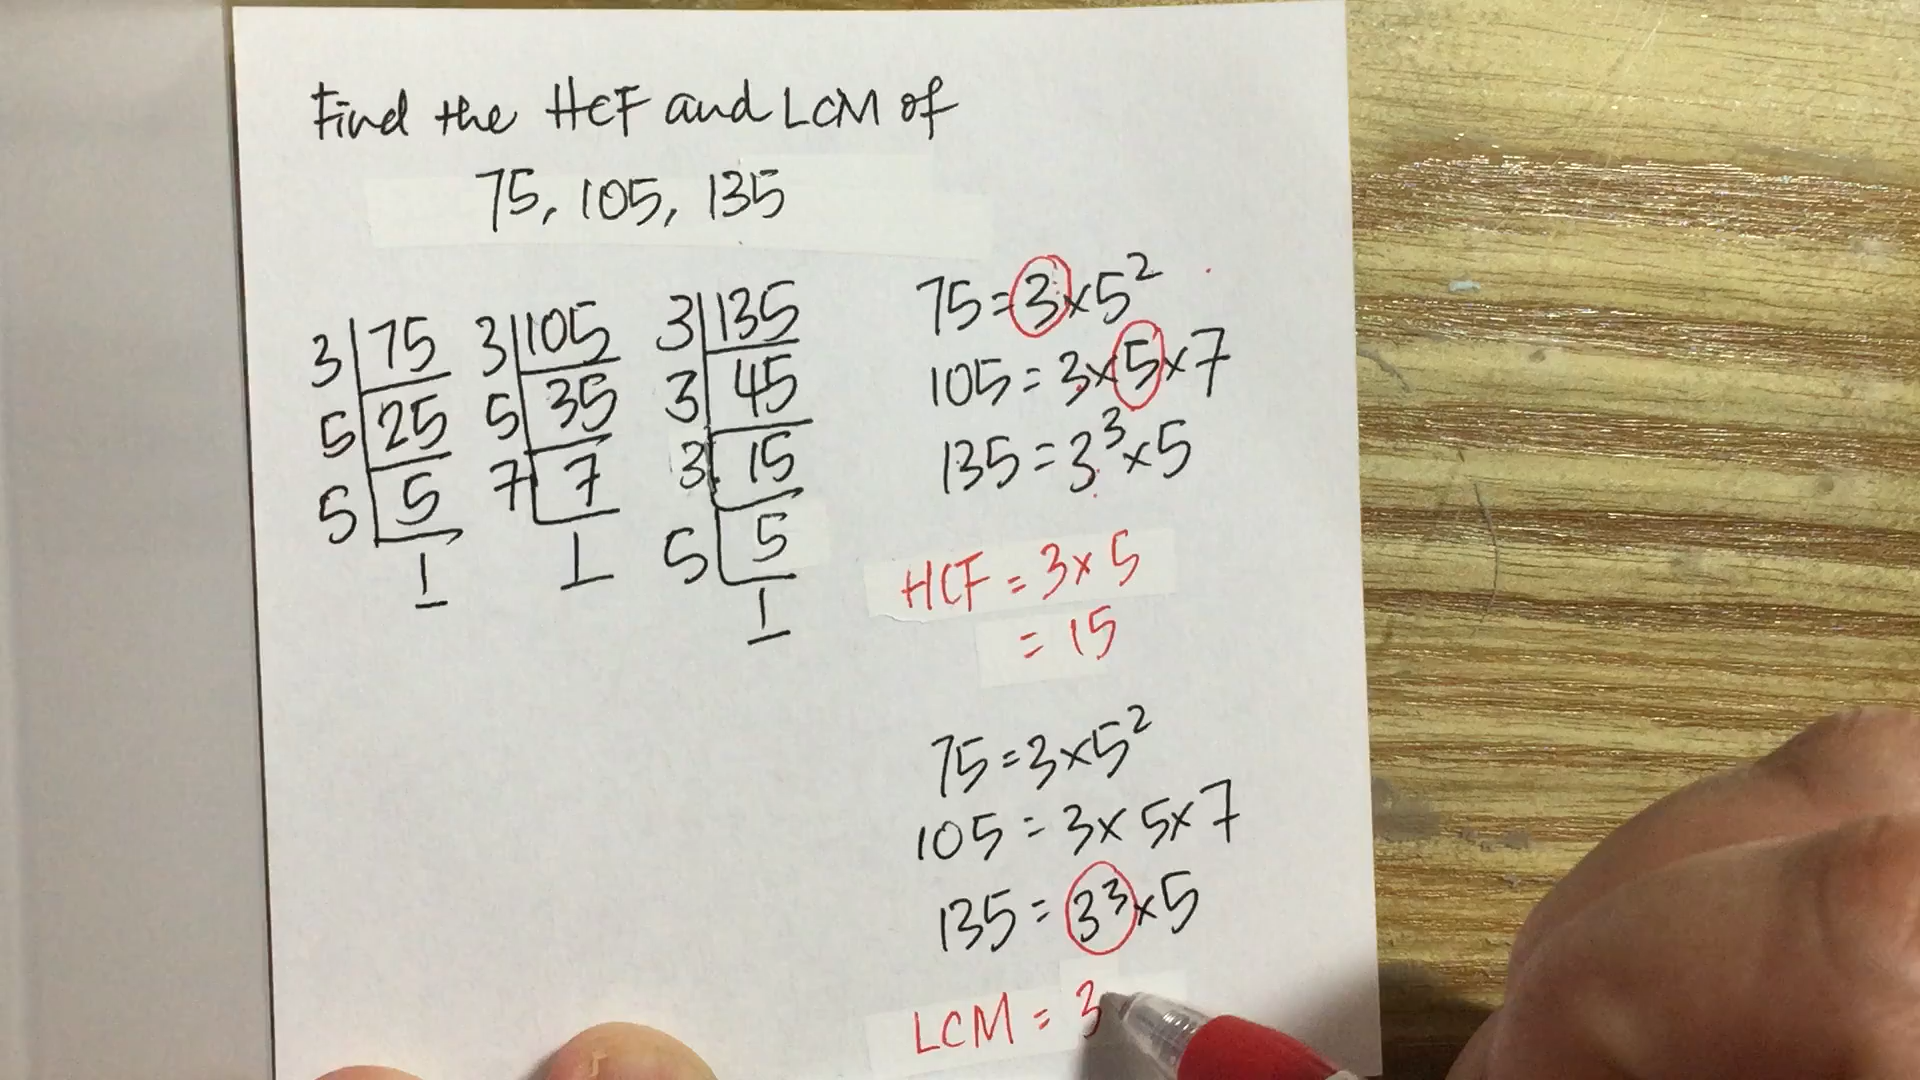 Find the HCF and LCM of
75, 105, 135
3 75
5 25
5 5
1
3 105
5 35
7 7
1
3 135
3 45
3 15
5 5
1
75 = 3 × 5²
105 = 3 × 5 × 7
135 = 3³ × 5
HCF = 3 × 5
= 15
75 = 3 × 5²
105 = 3 × 5 × 7
135 = 3³ × 5
LCM = 3